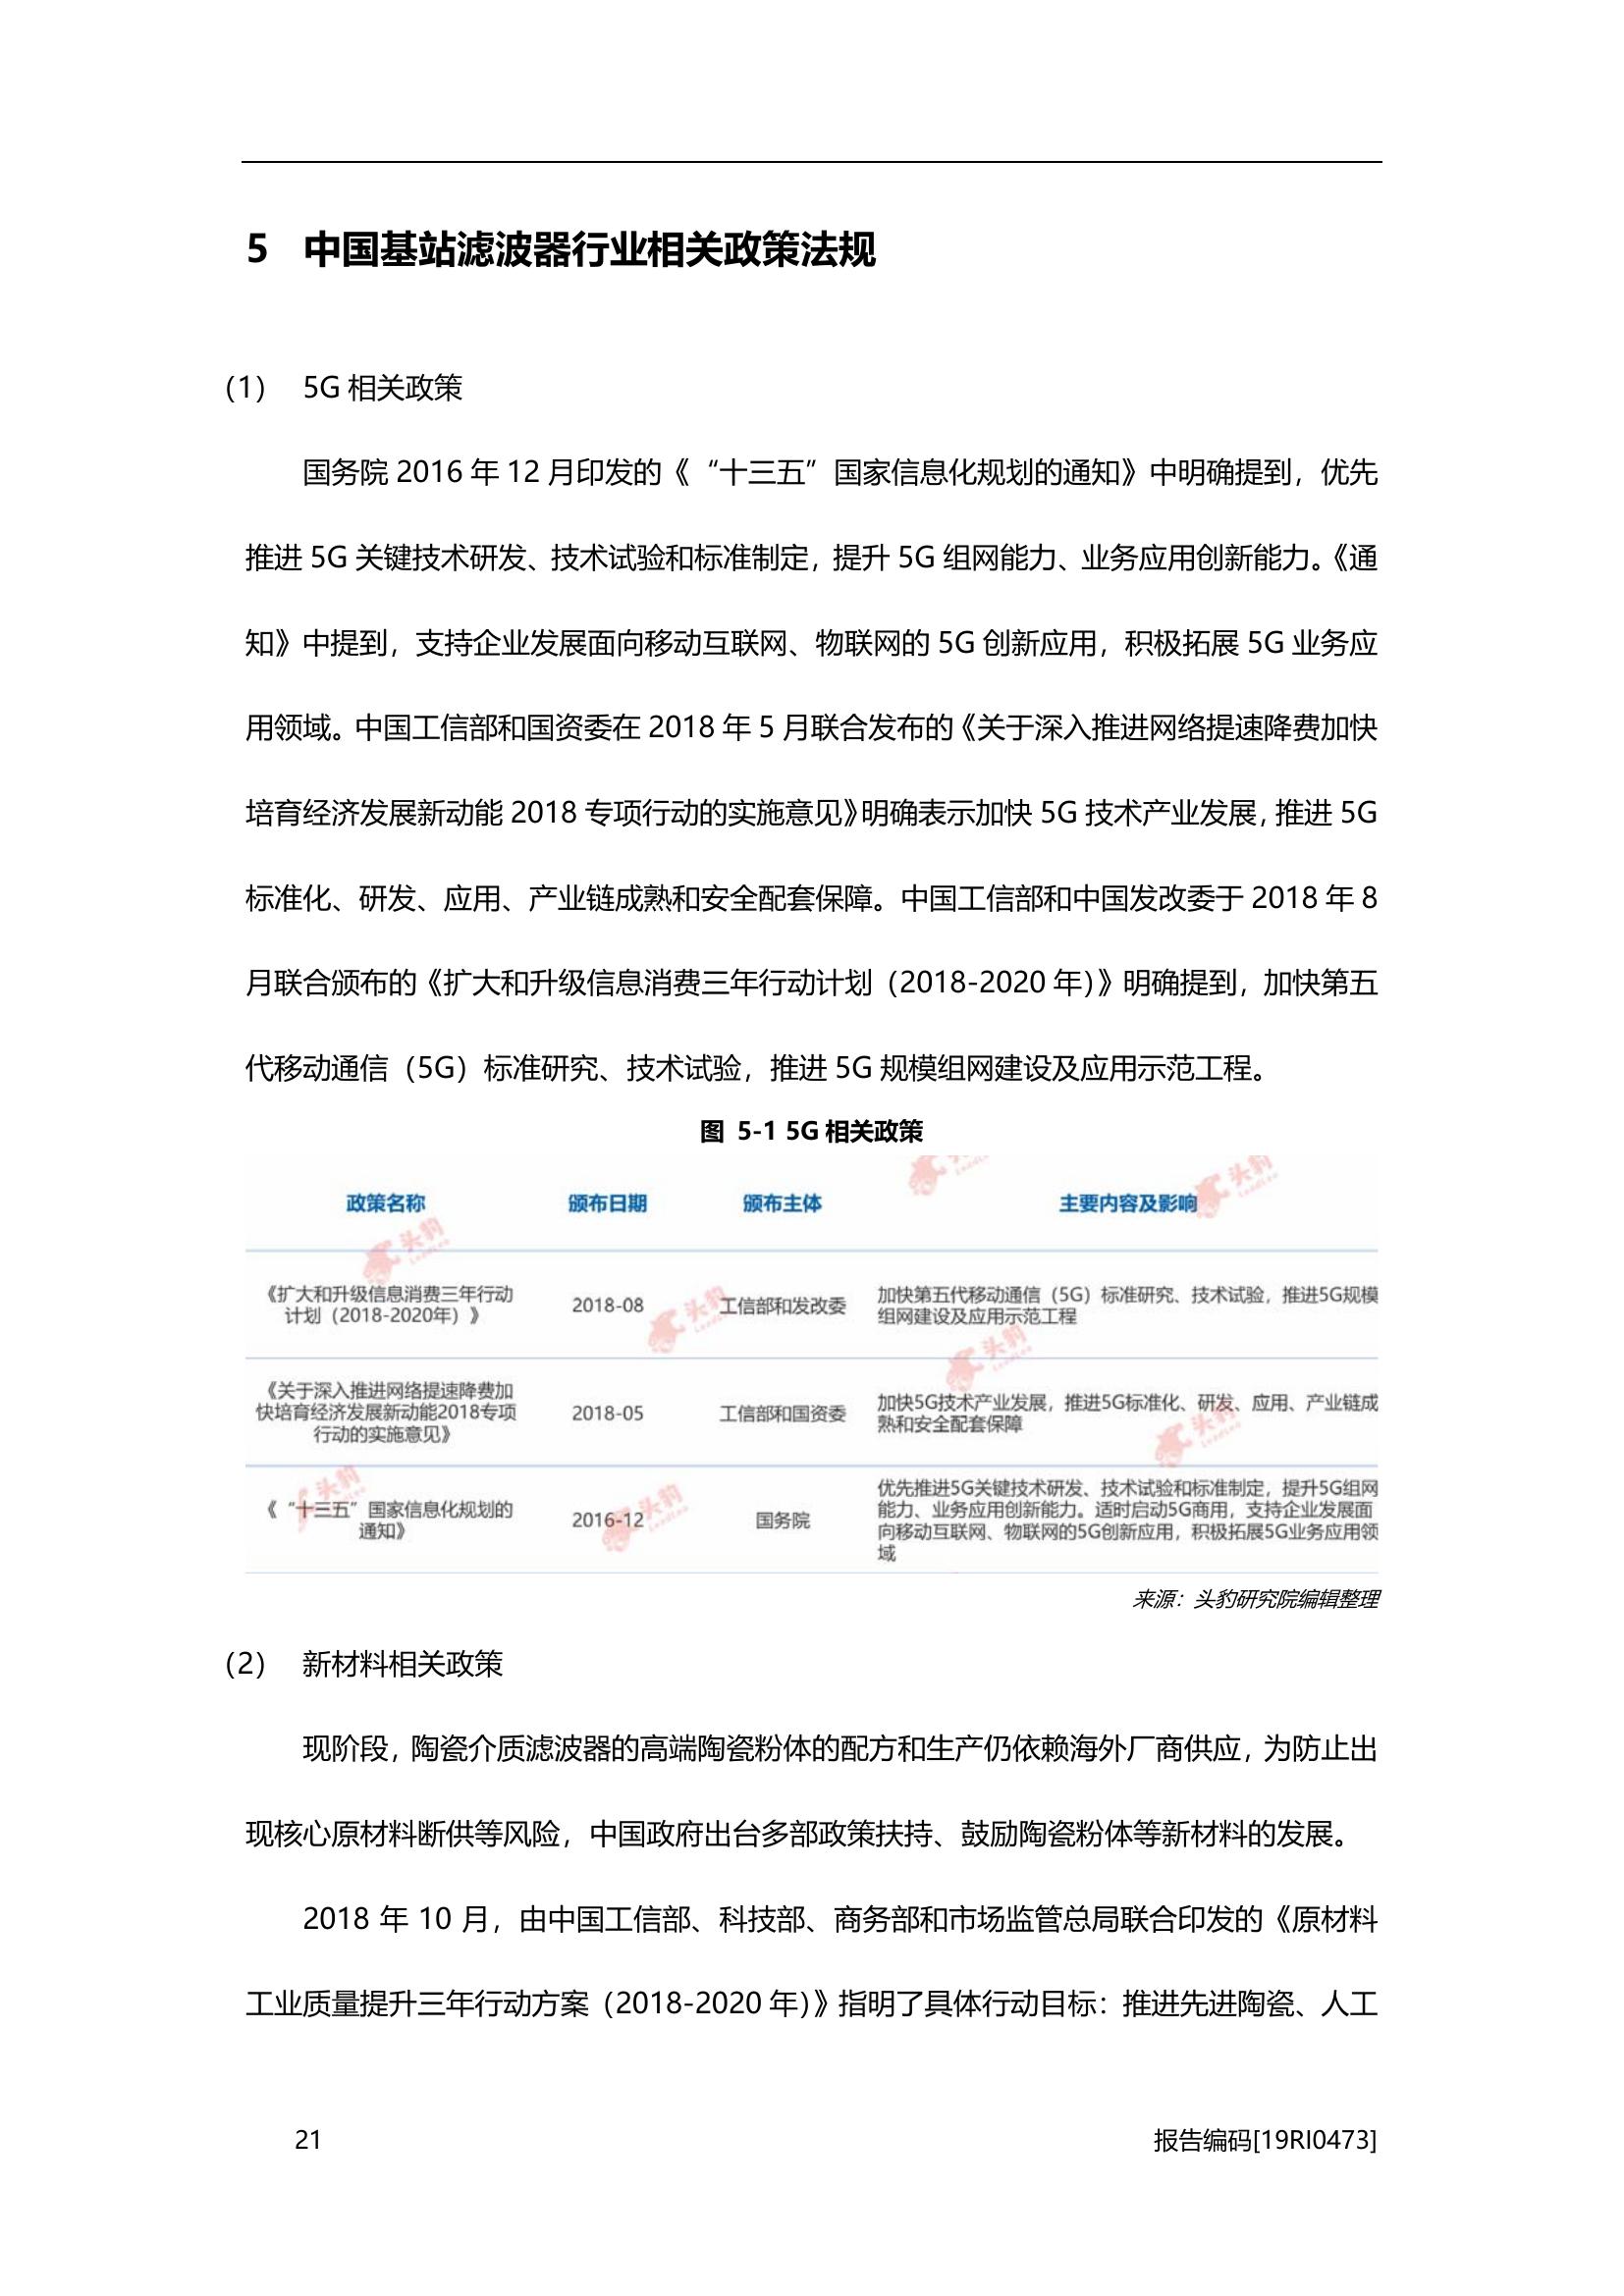 5 中国基站滤波器行业相关政策法规
（1） 5G 相关政策
国务院 2016 年 12 月印发的《 “十三五”国家信息化规划的通知》中明确提到，优先
推进 5G 关键技术研发、技术试验和标准制定，提升 5G 组网能力、业务应用创新能力。《通
知》中提到，支持企业发展面向移动互联网、物联网的 5G 创新应用，积极拓展 5G 业务应
用领域。中国工信部和国资委在 2018 年 5 月联合发布的《关于深入推进网络提速降费加快
培育经济发展新动能 2018 专项行动的实施意见》明确表示加快 5G 技术产业发展，推进 5G
标准化、研发、应用、产业链成熟和安全配套保障。中国工信部和中国发改委于 2018 年 8
月联合颁布的《扩大和升级信息消费三年行动计划（2018-2020 年）》明确提到，加快第五
代移动通信（5G）标准研究、技术试验，推进 5G 规模组网建设及应用示范工程。
图 5-1 5G 相关政策
政策名称 颁布日期 颁布主体 主要内容及影响
《扩大和升级信息消费三年行动
计划（2018-2020年）》
2018-08
工信部和发改委
加快第五代移动通信（5G）标准研究、技术试验，推进5G规模
组网建设及应用示范工程
《关于深入推进网络提速降费加
快培育经济发展新动能2018专项
行动的实施意见》
2018-05
工信部和国资委
加快5G技术产业发展，推进5G标准化、研发、应用、产业链成
熟和安全配套保障
《 “十三五”国家信息化规划的
通知》
2016-12
国务院
优先推进5G关键技术研发、技术试验和标准制定，提升5G组网
能力、业务应用创新能力。适时启动5G商用，支持企业发展面
向移动互联网、物联网的5G创新应用，积极拓展5G业务应用领
域
来源：头豹研究院编辑整理
（2） 新材料相关政策
现阶段，陶瓷介质滤波器的高端陶瓷粉体的配方和生产仍依赖海外厂商供应，为防止出
现核心原材料断供等风险，中国政府出台多部政策扶持、鼓励陶瓷粉体等新材料的发展。
2018 年 10 月，由中国工信部、科技部、商务部和市场监管总局联合印发的《原材料
工业质量提升三年行动方案（2018-2020 年）》指明了具体行动目标：推进先进陶瓷、人工
21 报告编码[19RI0473]